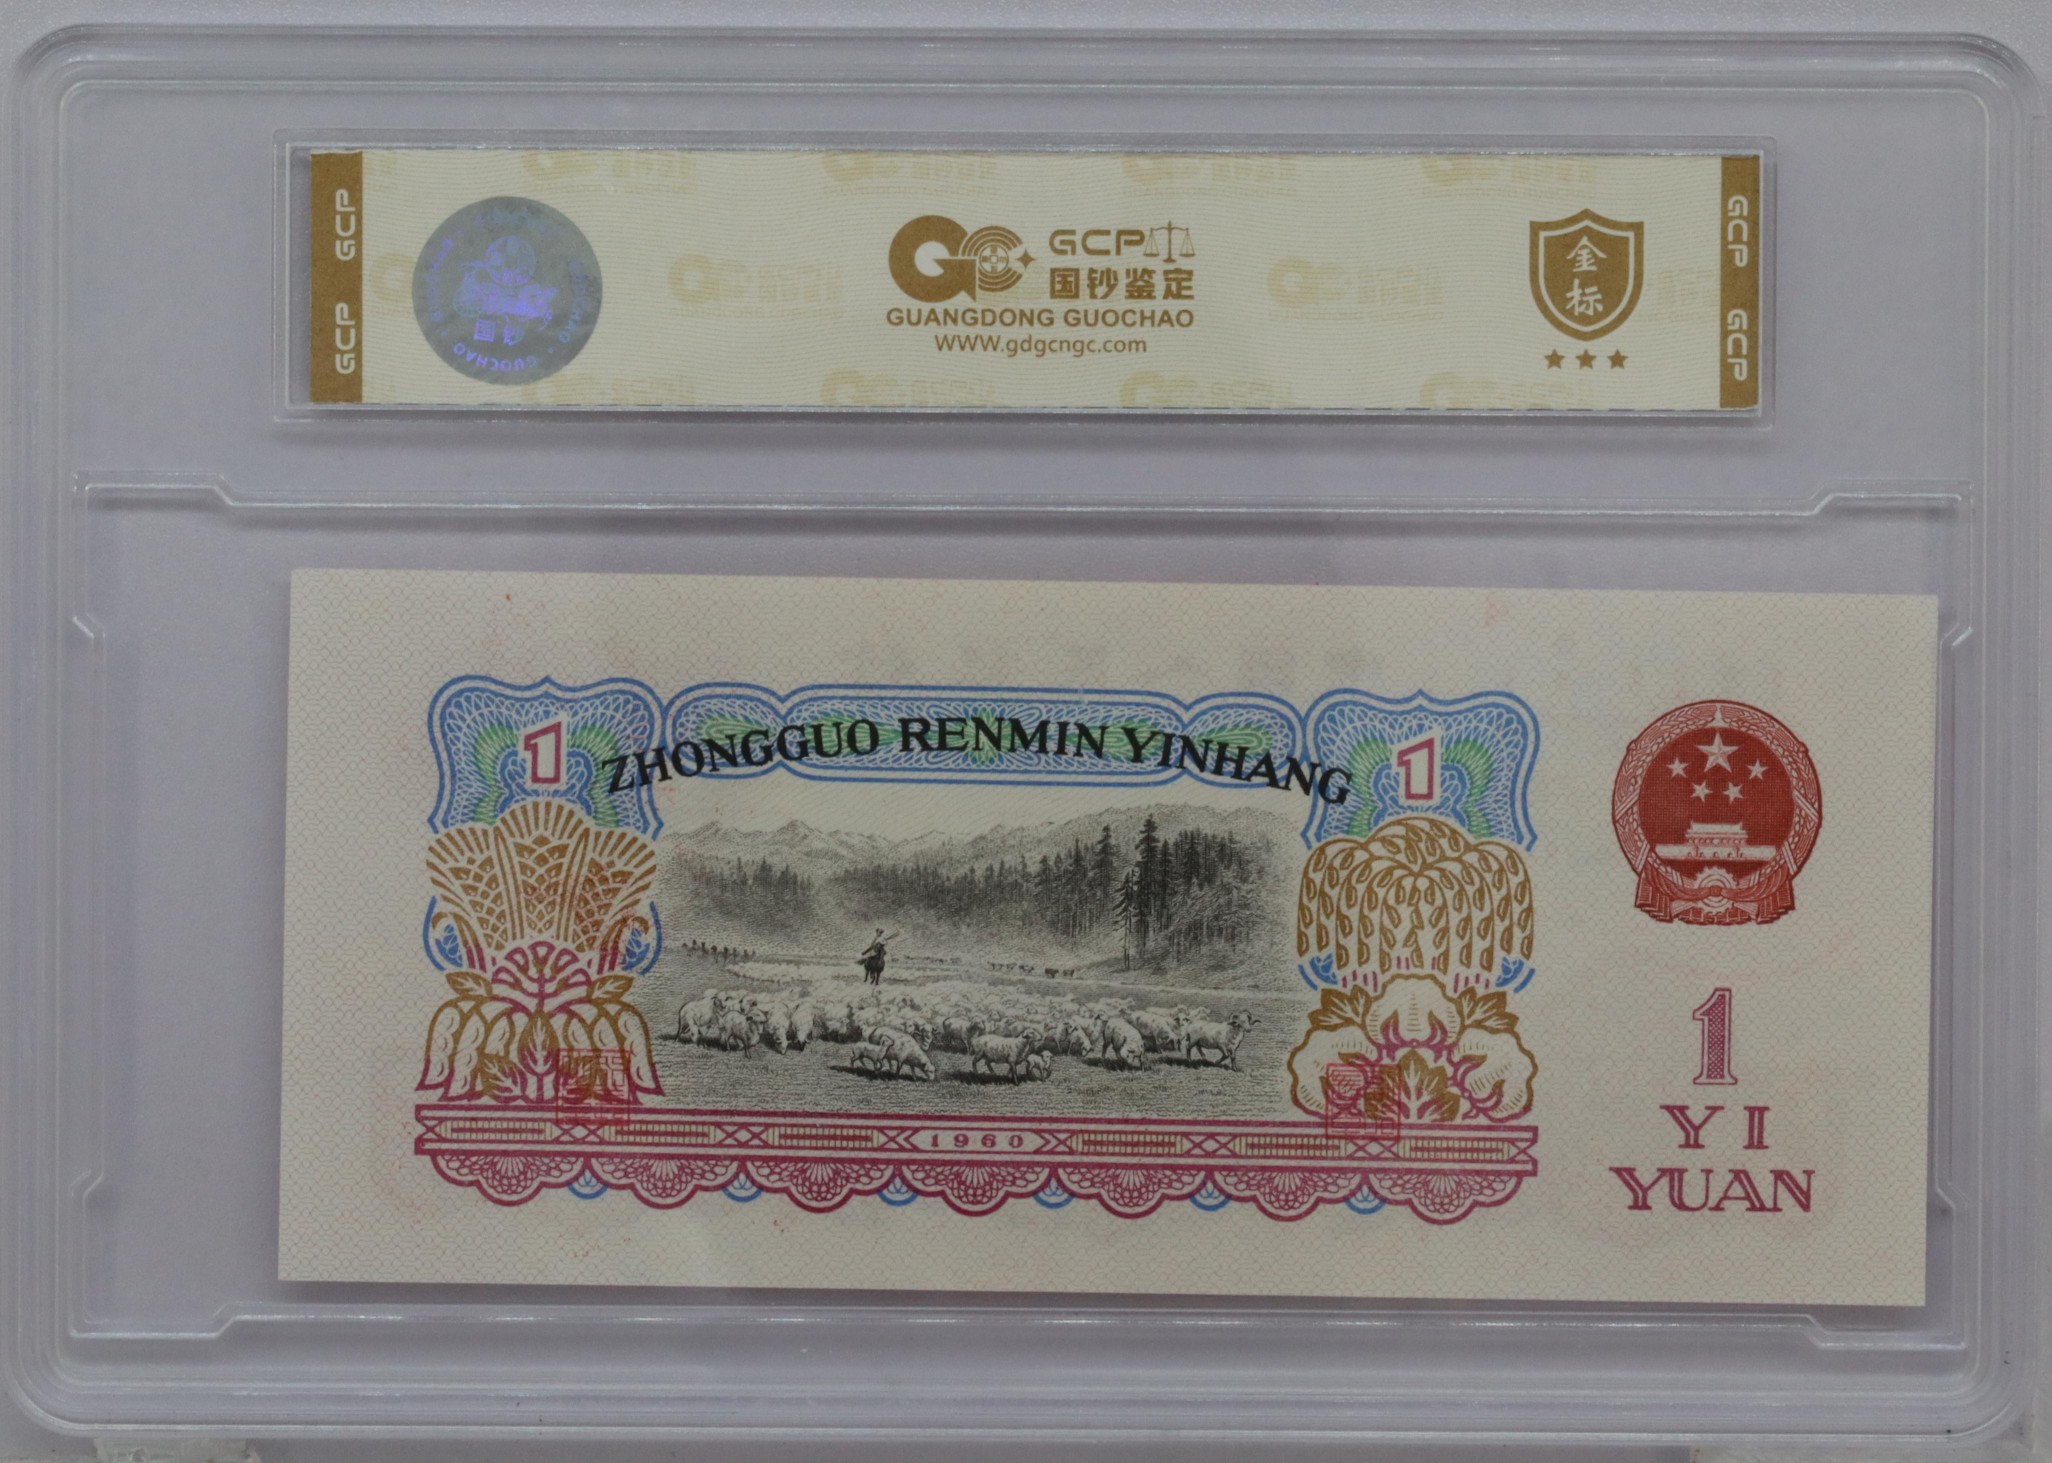 GCP
GCP
GCP
国钞鉴定
GUANGDONG GUOCHAO
www.gdgcngc.com
金标
GCP
GCP
GUOCHAO
1
ZHONGGUO RENMIN YINHANG
1
1960
1
YI
YUAN